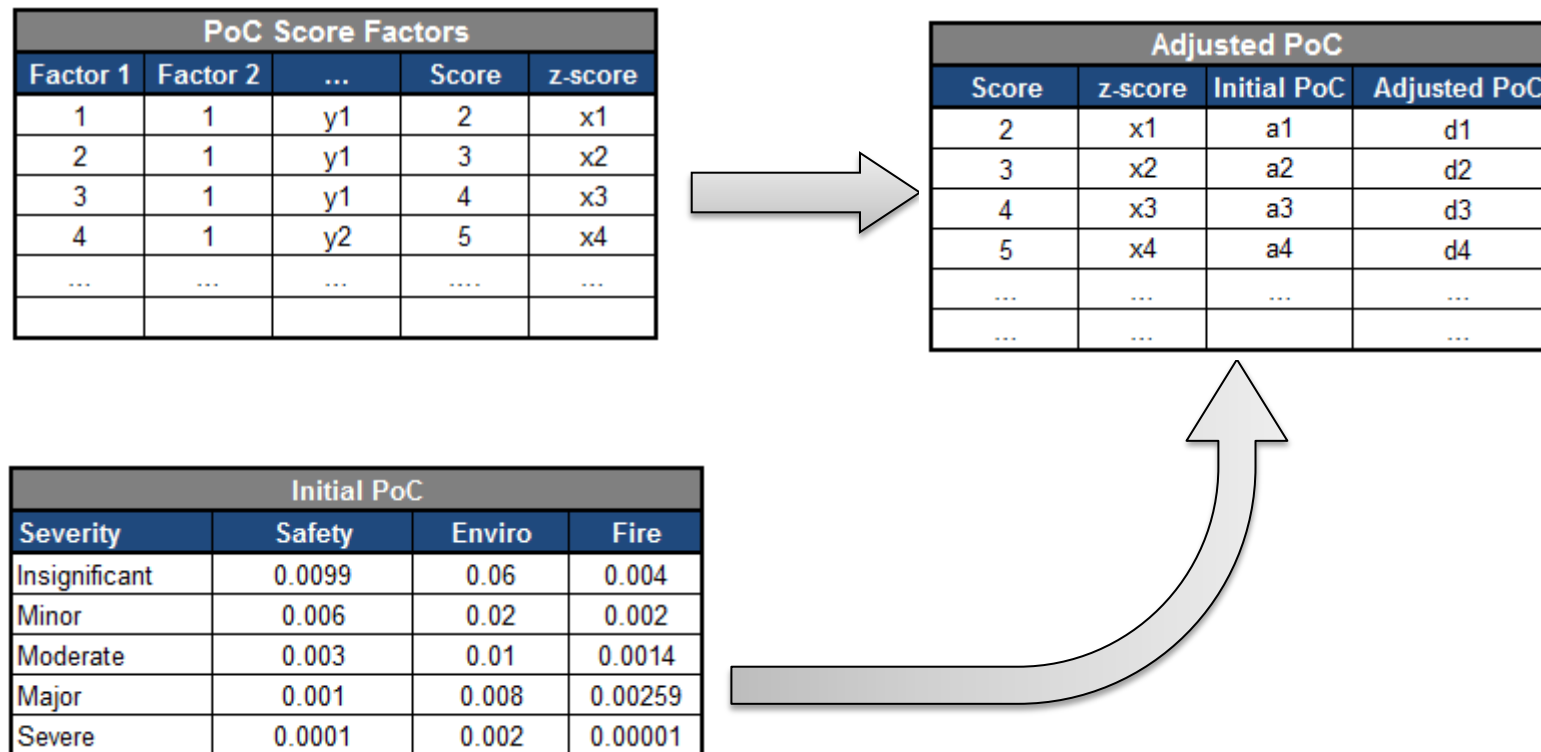 PoC Score Factors
Factor 1 Factor 2 ... Score z-score
1 1 y1 2 x1
2 1 y1 3 x2
3 1 y1 4 x3
4 1 y2 5 x4
... ... ... .... ...
Adjusted PoC
Score z-score Initial PoC Adjusted PoC
2 x1 a1 d1
3 x2 a2 d2
4 x3 a3 d3
5 x4 a4 d4
... ... ... ...
... ... ...
Initial PoC
Severity Safety Enviro Fire
Insignificant 0.0099 0.06 0.004
Minor 0.006 0.02 0.002
Moderate 0.003 0.01 0.0014
Major 0.001 0.008 0.00259
Severe 0.0001 0.002 0.00001